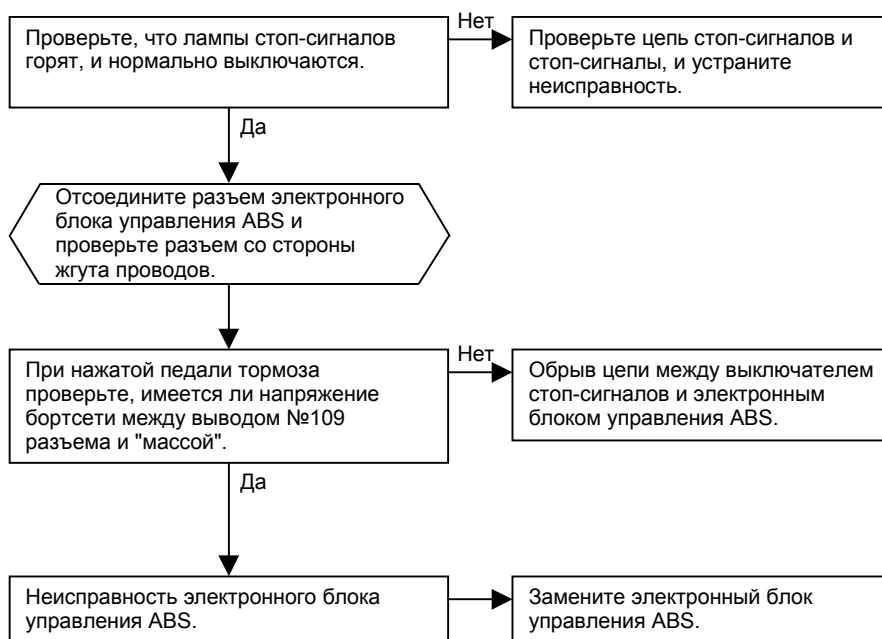 Проверьте, что лампы стоп-сигналов
горят, и нормально выключаются.
Нет
Проверьте цепь стоп-сигналов и
стоп-сигналы, и устраните
неисправность.
Да
Отсоедините разъем электронного
блока управления ABS и
проверьте разъем со стороны
жгута проводов.
При нажатой педали тормоза
проверьте, имеется ли напряжение
бортсети между выводом №109
разъема и "массой".
Нет
Обрыв цепи между выключателем
стоп-сигналов и электронным
блоком управления ABS.
Да
Неисправность электронного блока
управления ABS.
Замените электронный блок
управления ABS.